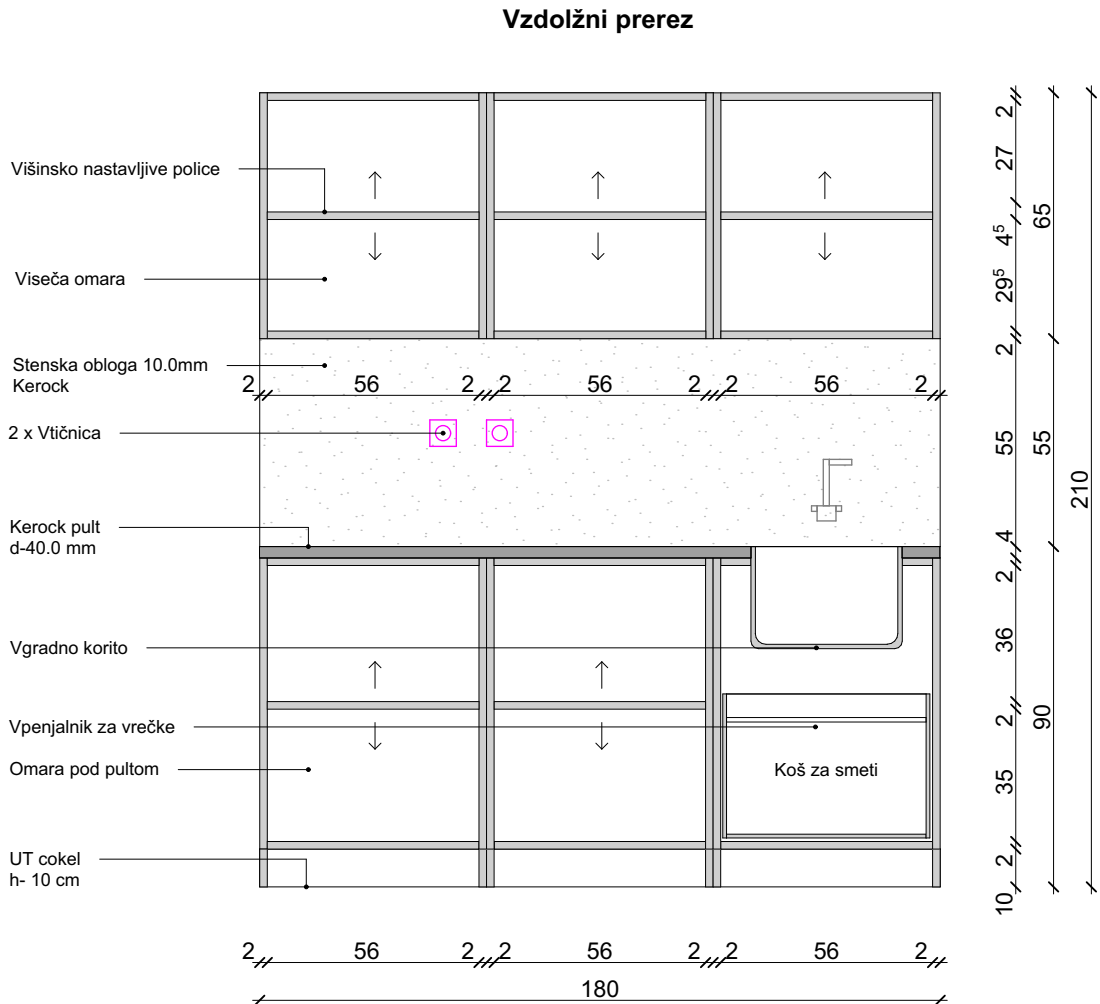 Vzdolžni prerez
Višinsko nastavljive police
Viseča omara
Stenska obloga 10.0mm
Kerock
2 x Vtičnica
Kerock pult
d-40.0 mm
Vgradno korito
Vpenjalnik za vrečke
Omara pod pultom
UT cokel
h- 10 cm
Koš za smeti
2 56 2 2 56 2 2 56 2
2 56 2 2 56 2 2 56 2
180
2
27
4⁵
29⁵
2
55
4
2
36
2
35
2
10
65
55
90
210